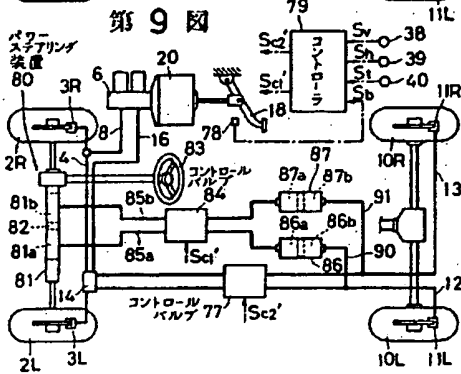 11L
第9図
79
パワー
ステアリング
装置
80
3R
6
20
コントローラ
Sc2'
Sc1'
Sv
Sh
St
Sb
38
39
40
8
16
18
78
11R
2R
4
83
コントロール
バルブ
84
10R
13
87
87a
87b
91
81b
82
81a
81
85b
85a
86a
86b
86
90
Sc1'
14
コントロール
バルブ
77
Sc2'
12
2L
3L
10L
11L